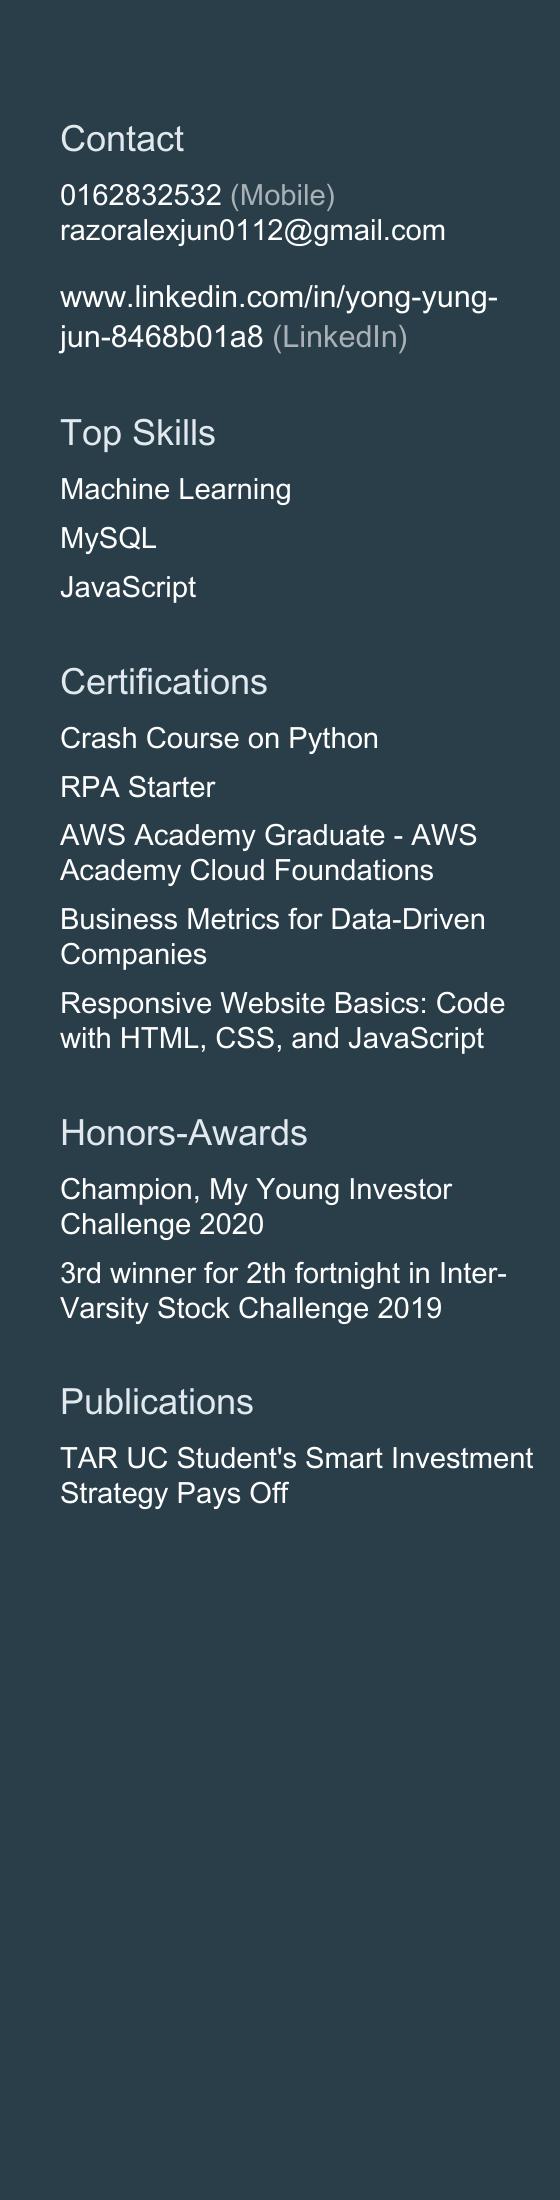 Contact
0162832532 (Mobile)
razoralexjun0112@gmail.com
www.linkedin.com/in/yong-yung-
jun-8468b01a8 (LinkedIn)
Top Skills
Machine Learning
MySQL
JavaScript
Certifications
Crash Course on Python
RPA Starter
AWS Academy Graduate - AWS
Academy Cloud Foundations
Business Metrics for Data-Driven
Companies
Responsive Website Basics: Code
with HTML, CSS, and JavaScript
Honors-Awards
Champion, My Young Investor
Challenge 2020
3rd winner for 2th fortnight in Inter-
Varsity Stock Challenge 2019
Publications
TAR UC Student's Smart Investment
Strategy Pays Off